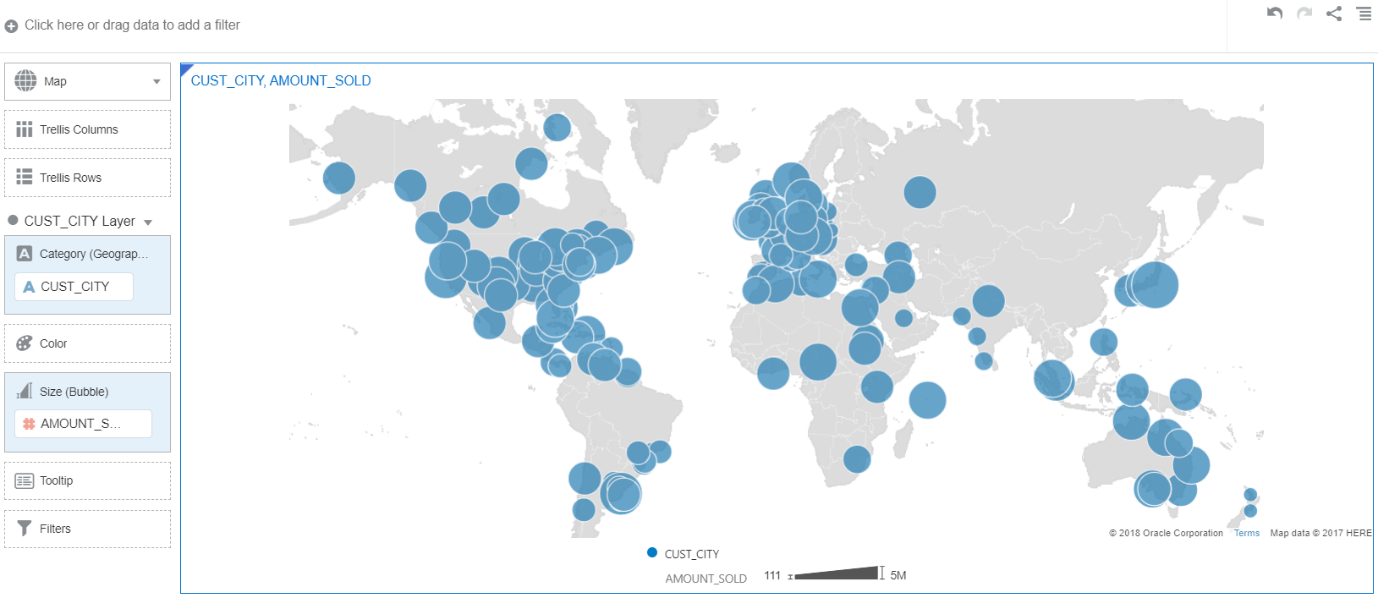 Click here or drag data to add a filter
Map
Trellis Columns
Trellis Rows
CUST_CITY Layer
A Category (Geograp...
A CUST_CITY
Color
Size (Bubble)
# AMOUNT_S...
Tooltip
Filters
CUST_CITY, AMOUNT_SOLD
© 2018 Oracle Corporation Terms Map data © 2017 HERE
CUST_CITY
AMOUNT_SOLD 111 5M